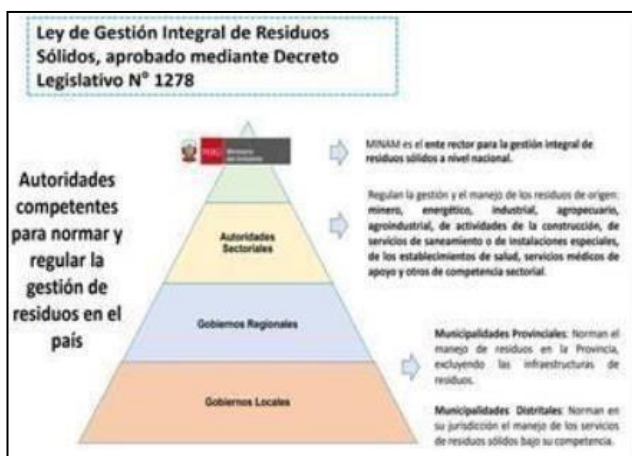 Ley de Gestión Integral de Residuos
Sólidos, aprobado mediante Decreto
Legislativo N° 1278
PERÚ
Ministerio
del Ambiente
MINAM es el ente rector para la gestión integral de
residuos sólidos a nivel nacional.
Autoridades
competentes
para normar y
regular la
gestión de
residuos en el
país
Autoridades
Sectoriales
Regulan la gestión y el manejo de los residuos de origen:
minero, energético, industrial, agropecuario,
agroindustrial, de actividades de la construcción, de
servicios de saneamiento o de instalaciones especiales,
de los establecimientos de salud, servicios médicos de
apoyo y otros de competencia sectorial.
Gobiernos Regionales
Gobiernos Locales
Municipalidades Provinciales: Norman el
manejo de residuos en la Provincia,
excluyendo las infraestructuras de
residuos.
Municipalidades Distritales: Norman en
su jurisdicción el manejo de los servicios
de residuos sólidos bajo su competencia.